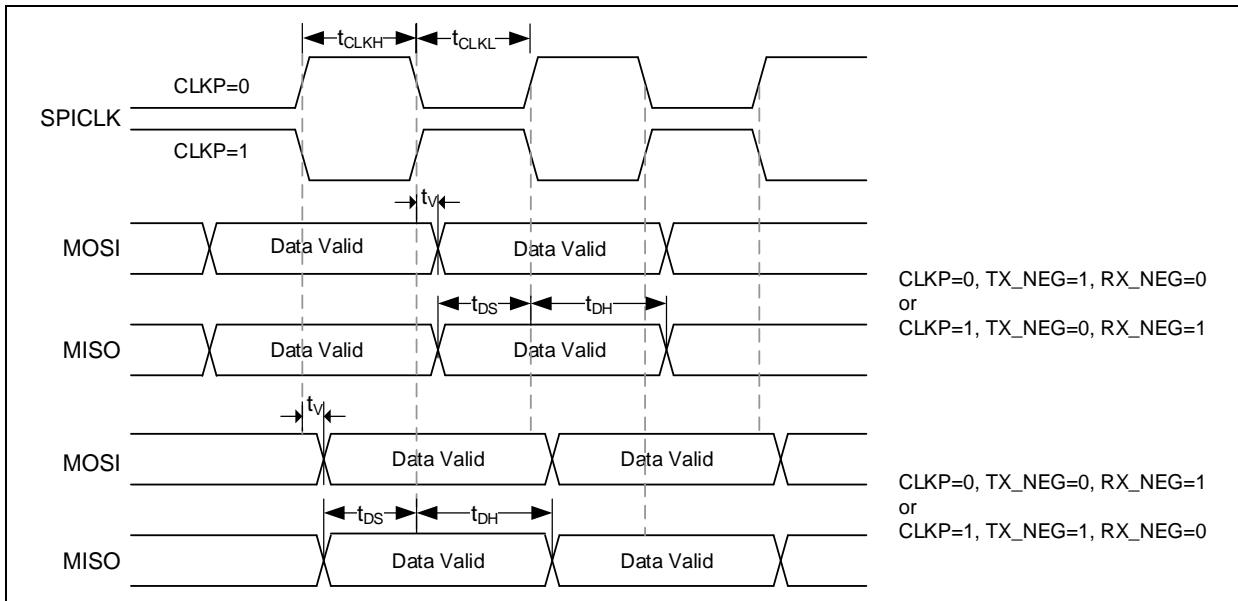 tCLKH tCLKL
CLKP=0
SPICLK
CLKP=1
tV
MOSI Data Valid Data Valid
CLKP=0, TX_NEG=1, RX_NEG=0
or
CLKP=1, TX_NEG=0, RX_NEG=1
tDS tDH
MISO Data Valid Data Valid
tV
MOSI Data Valid Data Valid
CLKP=0, TX_NEG=0, RX_NEG=1
or
CLKP=1, TX_NEG=1, RX_NEG=0
tDS tDH
MISO Data Valid Data Valid